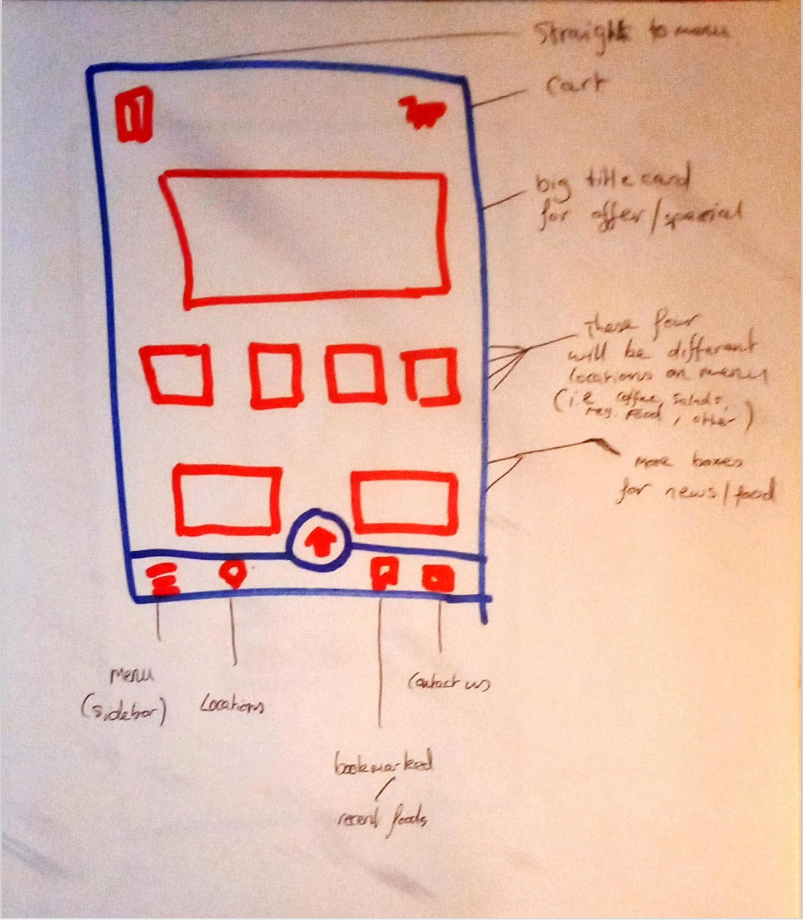 Straight to menu
Cart
big title card
for offer/special
These four
will be different
locations on menu
(i.e coffee, salads,
reg. food, other)
more boxes
for news/food
Menu
(sidebar)
Locations
Contact us
bookmarked
/
recent foods